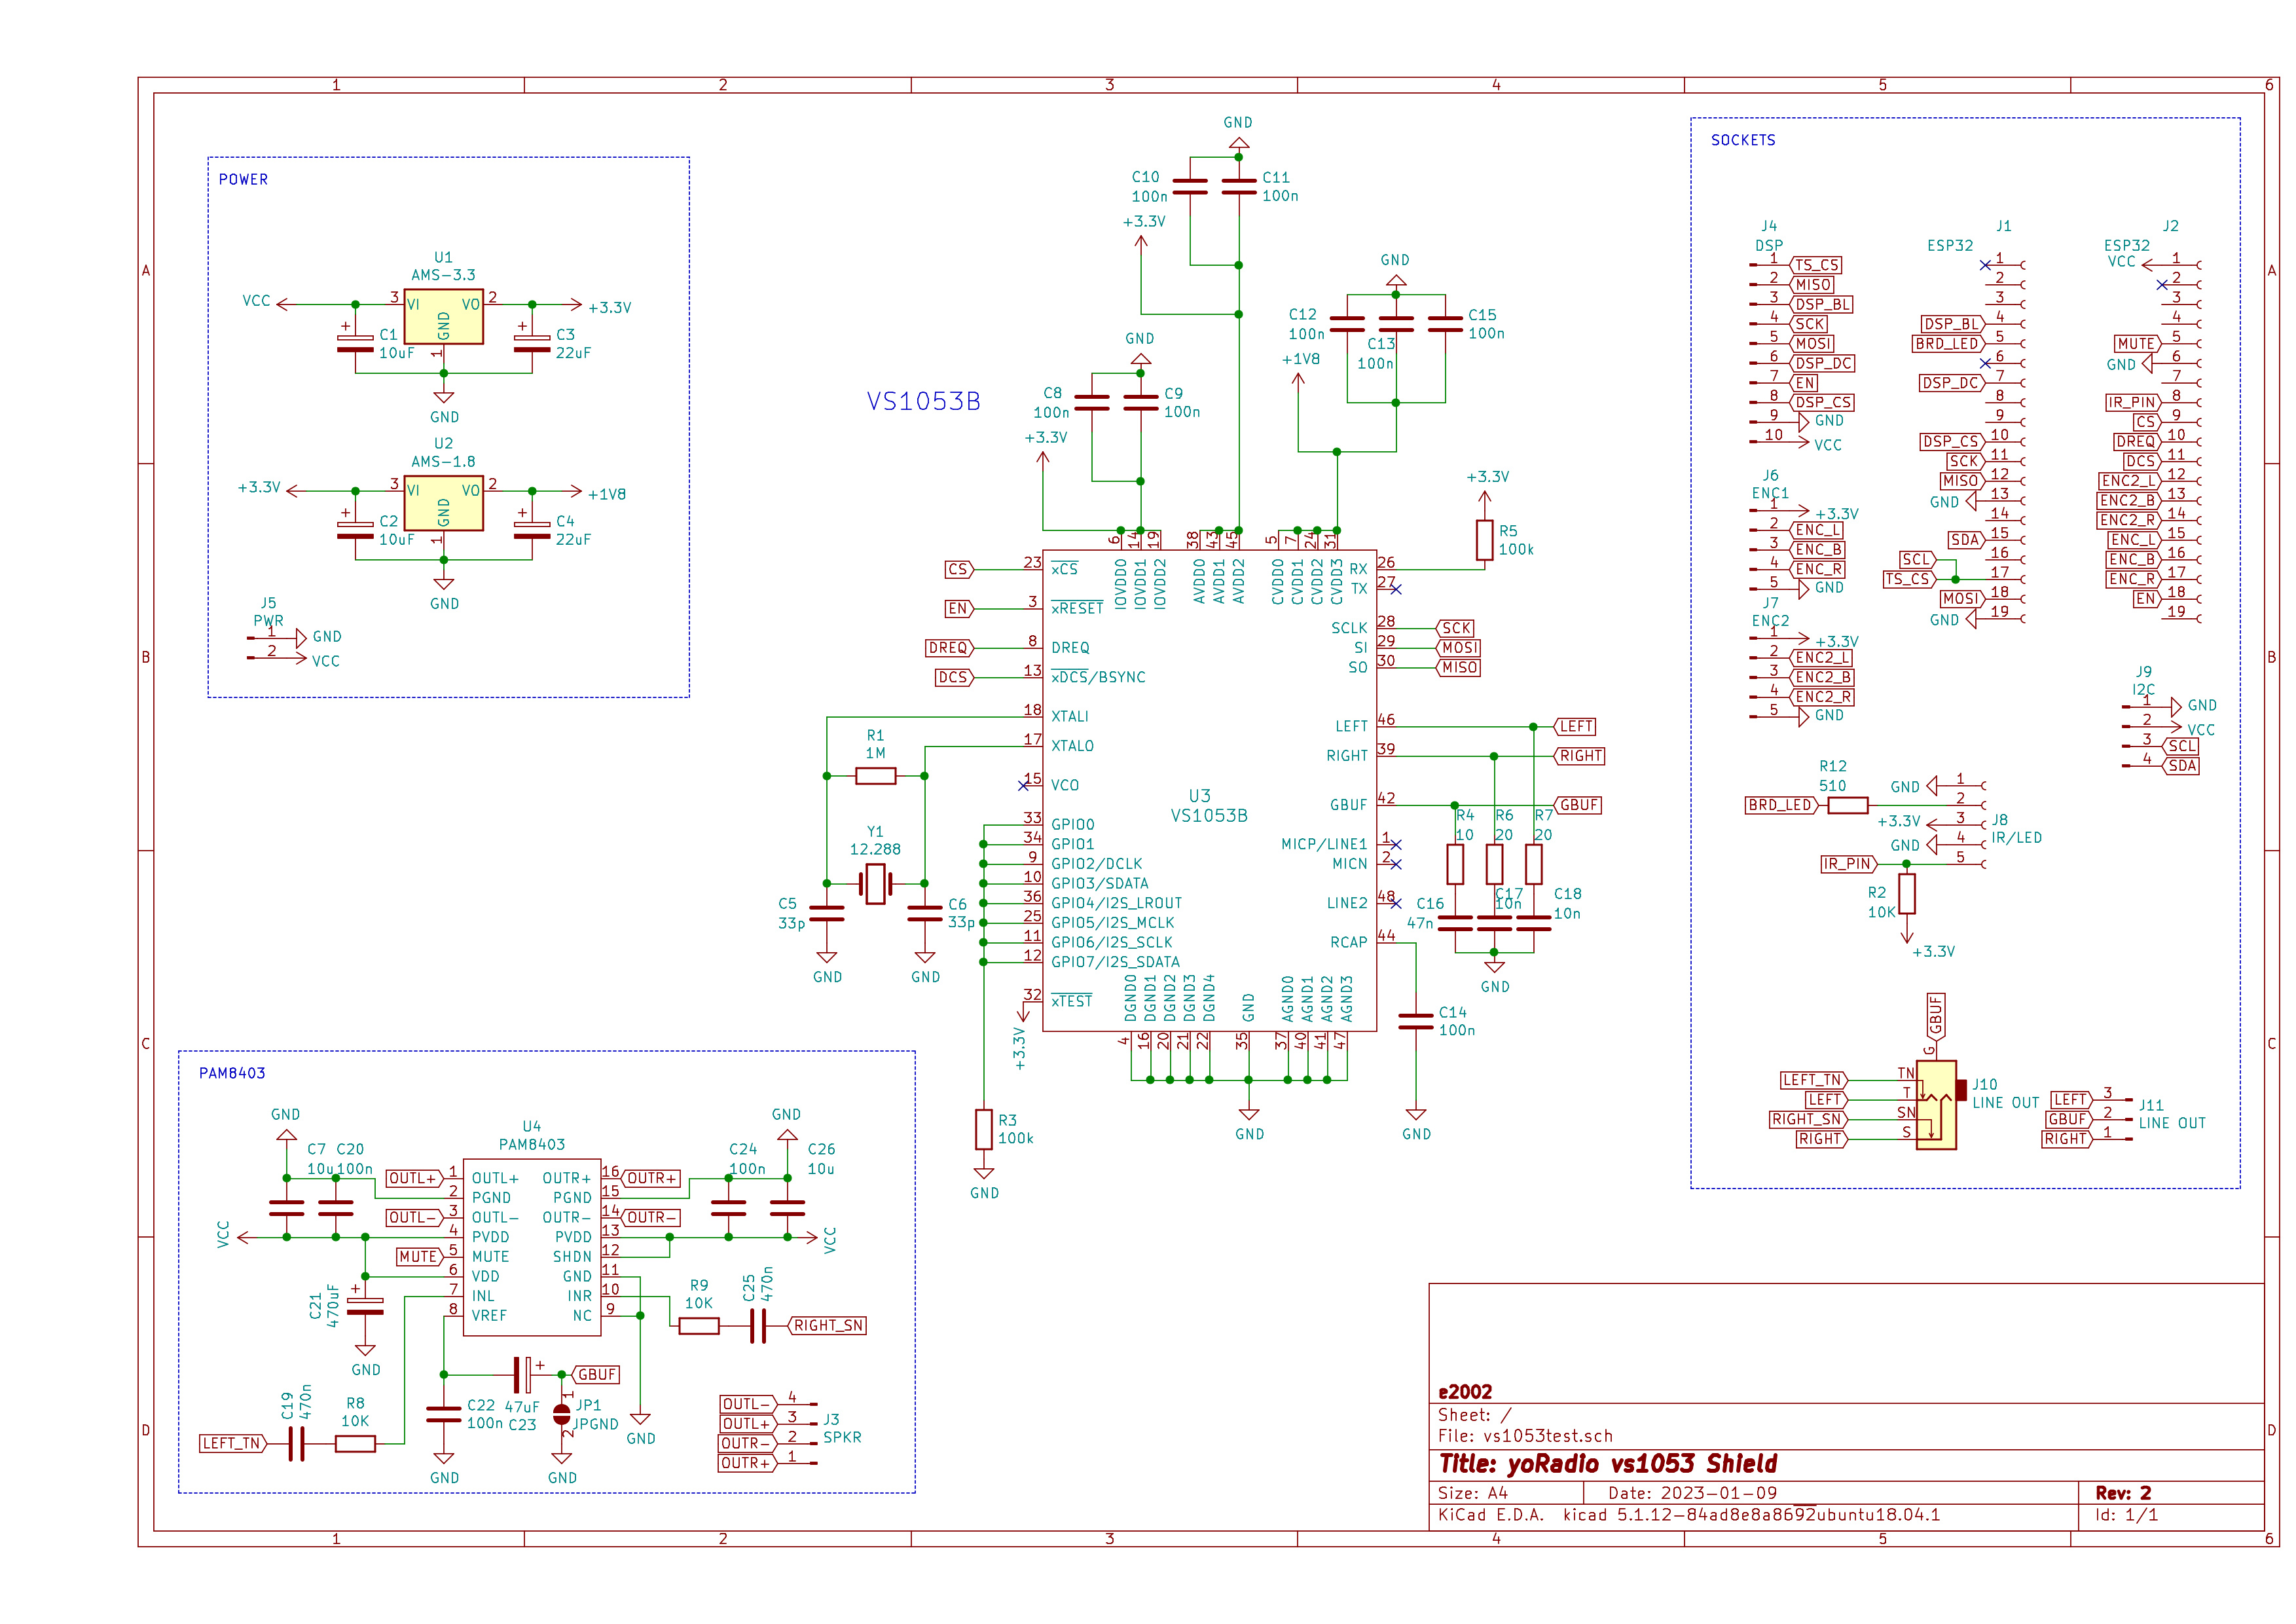 1 2 3 4 5 6
A
B
C
D
A
B
C
D
1 2 3 4 5 6
POWER
U1
AMS-3.3
VCC
3 VI VO 2
GND
1
+3.3V
+
C1
10uF
+
C3
22uF
GND
U2
AMS-1.8
+3.3V
3 VI VO 2
GND
1
+1V8
+
C2
10uF
+
C4
22uF
GND
J5
PWR
1 GND
2 VCC
VS1053B
GND
C10
100n
C11
100n
+3.3V
GND
C8
100n
C9
100n
+3.3V
GND
C12
100n
C13
100n
C15
100n
+1V8
+3.3V
R5
100k
6 14 19 38 43 45 5 7 24 31
IOVDD0 IOVDD1 IOVDD2 AVDD0 AVDD1 AVDD2 CVDD0 CVDD1 CVDD2 CVDD3
CS 23 xCS
EN 3 xRESET
DREQ 8 DREQ
DCS 13 xDCS/BSYNC
18 XTALI
17 XTALO
15 VCO
33 GPIO0
34 GPIO1
9 GPIO2/DCLK
10 GPIO3/SDATA
36 GPIO4/I2S_LROUT
25 GPIO5/I2S_MCLK
11 GPIO6/I2S_SCLK
12 GPIO7/I2S_SDATA
32 xTEST
+3.3V
U3
VS1053B
RX 26
TX 27
SCLK 28 SCK
SI 29 MOSI
SO 30 MISO
LEFT 46 LEFT
RIGHT 39 RIGHT
GBUF 42 GBUF
MICP/LINE1 1
MICN 2
LINE2 48
RCAP 44
DGND0 DGND1 DGND2 DGND3 DGND4 GND AGND0 AGND1 AGND2 AGND3
4 16 20 21 22 35 37 40 41 47
GND
R1
1M
Y1
12.288
C5
33p
C6
33p
GND
GND
R3
100k
GND
R4
10
R6
20
R7
20
C16
47n
C17
10n
C18
10n
GND
C14
100n
GND
PAM8403
GND
C7
10u
C20
100n
U4
PAM8403
GND
C24
100n
C26
10u
OUTL+ 1 OUTL+
2 PGND
OUTL- 3 OUTL-
VCC 4 PVDD
MUTE 5 MUTE
6 VDD
7 INL
8 VREF
OUTR+ 16 OUTR+
PGND 15
OUTR- 14 OUTR-
PVDD 13 VCC
SHDN 12
GND 11
INR 10
NC 9
+
C21
470uF
GND
R9
10K
C25
470n
RIGHT_SN
LEFT_TN
C19
470n
R8
10K
C22
100n
GND
+
47uF
C23
GBUF
1
JP1
JPGND
2
GND
GND
OUTL- 4
OUTL+ 3
OUTR- 2
OUTR+ 1
J3
SPKR
SOCKETS
J4
DSP
1 TS_CS
2 MISO
3 DSP_BL
4 SCK
5 MOSI
6 DSP_DC
7 EN
8 DSP_CS
9 GND
10 VCC
J6
ENC1
1 +3.3V
2 ENC_L
3 ENC_B
4 ENC_R
5 GND
J7
ENC2
1 +3.3V
2 ENC2_L
3 ENC2_B
4 ENC2_R
5 GND
J1
ESP32
1
2
3
DSP_BL 4
BRD_LED 5
6
DSP_DC 7
8
9
DSP_CS 10
SCK 11
MISO 12
GND 13
14
SDA 15
SCL 16
TS_CS 17
MOSI 18
GND 19
J2
ESP32
VCC 1
2
3
4
MUTE 5
GND 6
7
IR_PIN 8
CS 9
DREQ 10
DCS 11
ENC2_L 12
ENC2_B 13
ENC2_R 14
ENC_L 15
ENC_B 16
ENC_R 17
EN 18
19
J9
I2C
1 GND
2 VCC
3 SCL
4 SDA
R12
510
BRD_LED
GND 1
2
+3.3V 3
GND 4
IR_PIN 5
J8
IR/LED
R2
10K
+3.3V
GBUF
G
LEFT_TN TN
LEFT T
RIGHT_SN SN
RIGHT S
J10
LINE OUT
LEFT 3
GBUF 2
RIGHT 1
J11
LINE OUT
e2002
Sheet: /
File: vs1053test.sch
Title: yoRadio vs1053 Shield
Size: A4 Date: 2023-01-09 Rev: 2
KiCad E.D.A. kicad 5.1.12-84ad8e8a8692ubuntu18.04.1 Id: 1/1